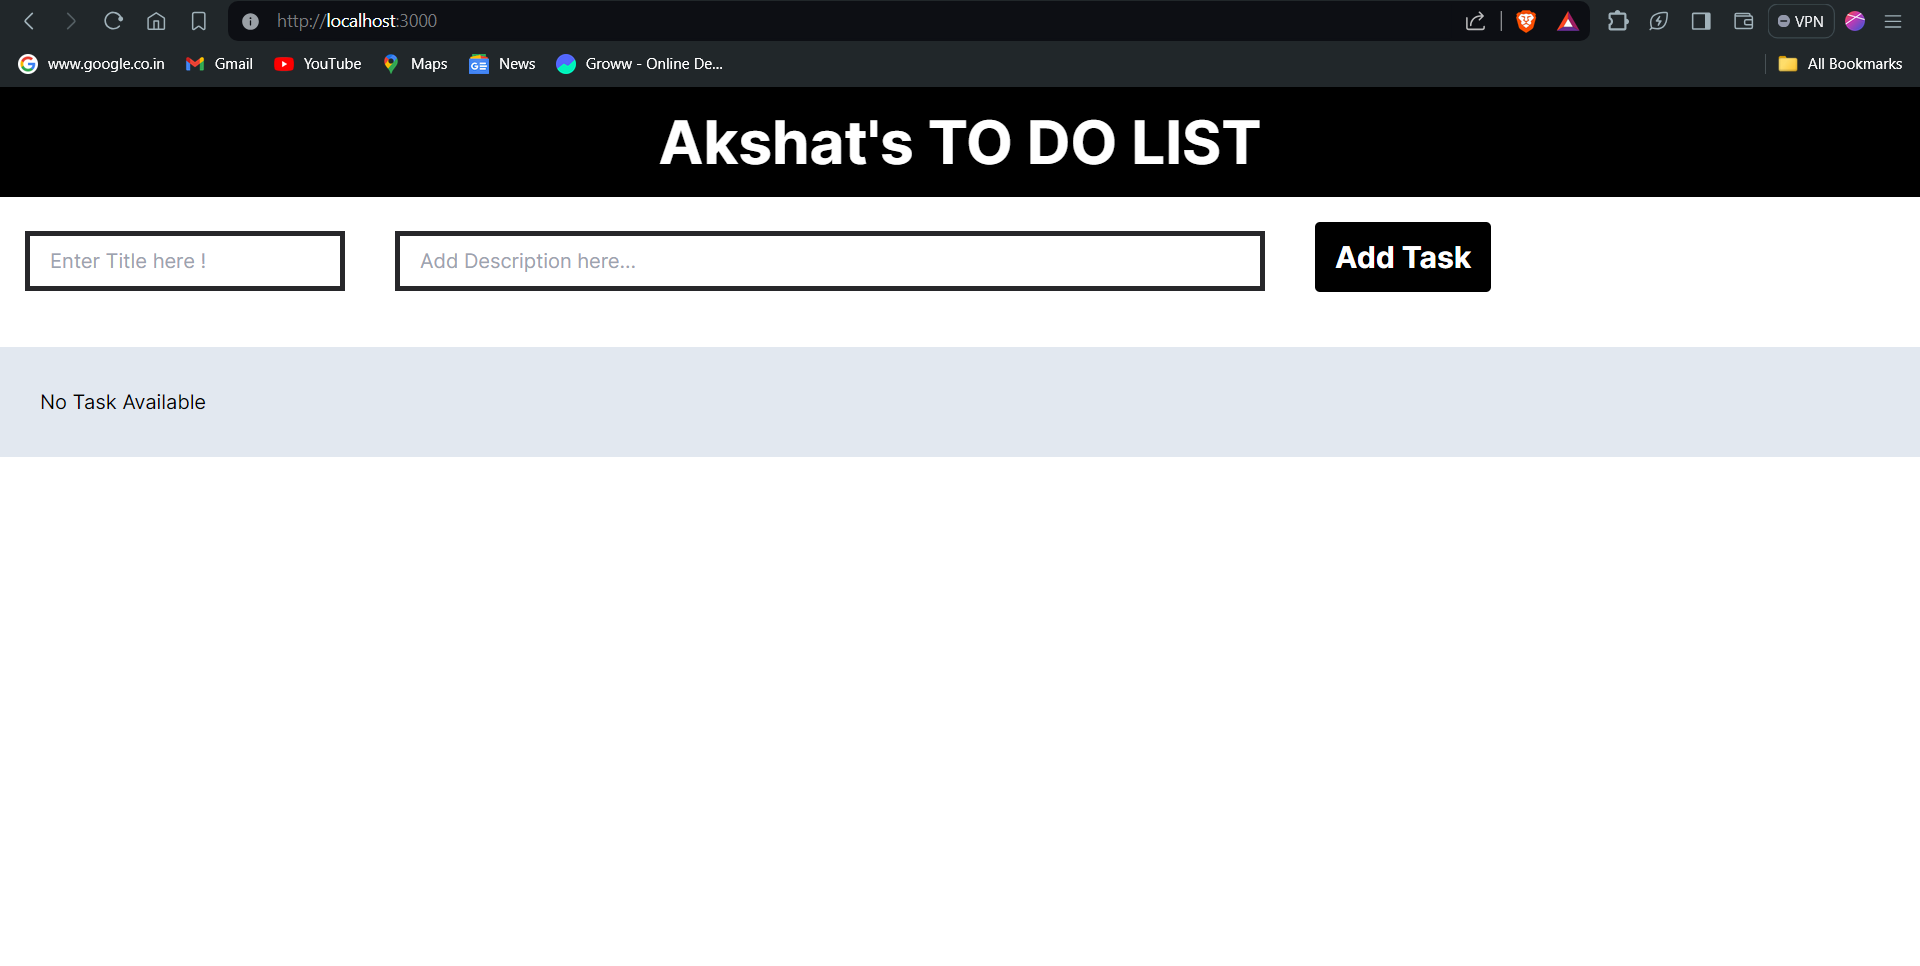 http://localhost:3000
VPN
www.google.co.in Gmail YouTube Maps News Groww - Online De... All Bookmarks
Akshat's TO DO LIST
Enter Title here ! Add Description here... Add Task
No Task Available